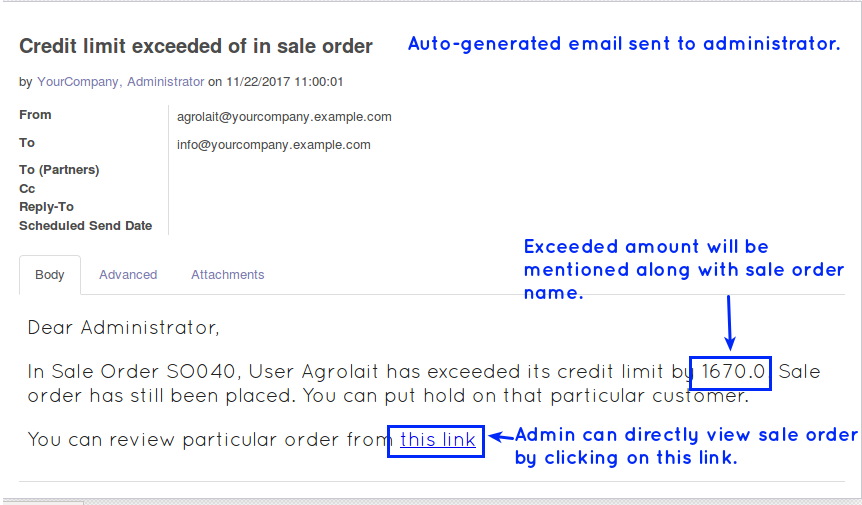 Credit limit exceeded of in sale order
Auto-generated email sent to administrator.
by YourCompany, Administrator on 11/22/2017 11:00:01
From
agrolait@yourcompany.example.com
To
info@yourcompany.example.com
To (Partners)
Cc
Reply-To
Scheduled Send Date
Exceeded amount will be
mentioned along with sale order
name.
Body
Advanced
Attachments
Dear Administrator,
In Sale Order SO040, User Agrolait has exceeded its credit limit by 1670.0 Sale
order has still been placed. You can put hold on that particular customer.
You can review particular order from this link
Admin can directly view sale order
by clicking on this link.